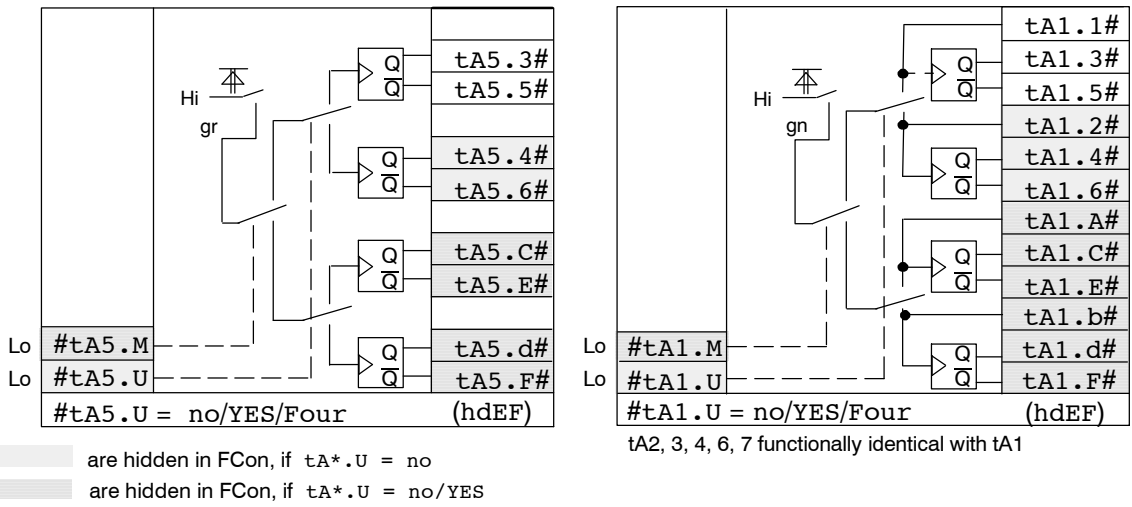 Hi
gr
Q
Q
Q
Q
Q
Q
Q
Q
tA5.3#
tA5.5#
tA5.4#
tA5.6#
tA5.C#
tA5.E#
tA5.d#
tA5.F#
Lo #tA5.M
Lo #tA5.U
#tA5.U = no/YES/Four (hdEF)
Hi
gn
Q
Q
Q
Q
Q
Q
Q
Q
tA1.1#
tA1.3#
tA1.5#
tA1.2#
tA1.4#
tA1.6#
tA1.A#
tA1.C#
tA1.E#
tA1.b#
tA1.d#
tA1.F#
Lo #tA1.M
Lo #tA1.U
#tA1.U = no/YES/Four (hdEF)
tA2, 3, 4, 6, 7 functionally identical with tA1
are hidden in FCon, if tA*.U = no
are hidden in FCon, if tA*.U = no/YES